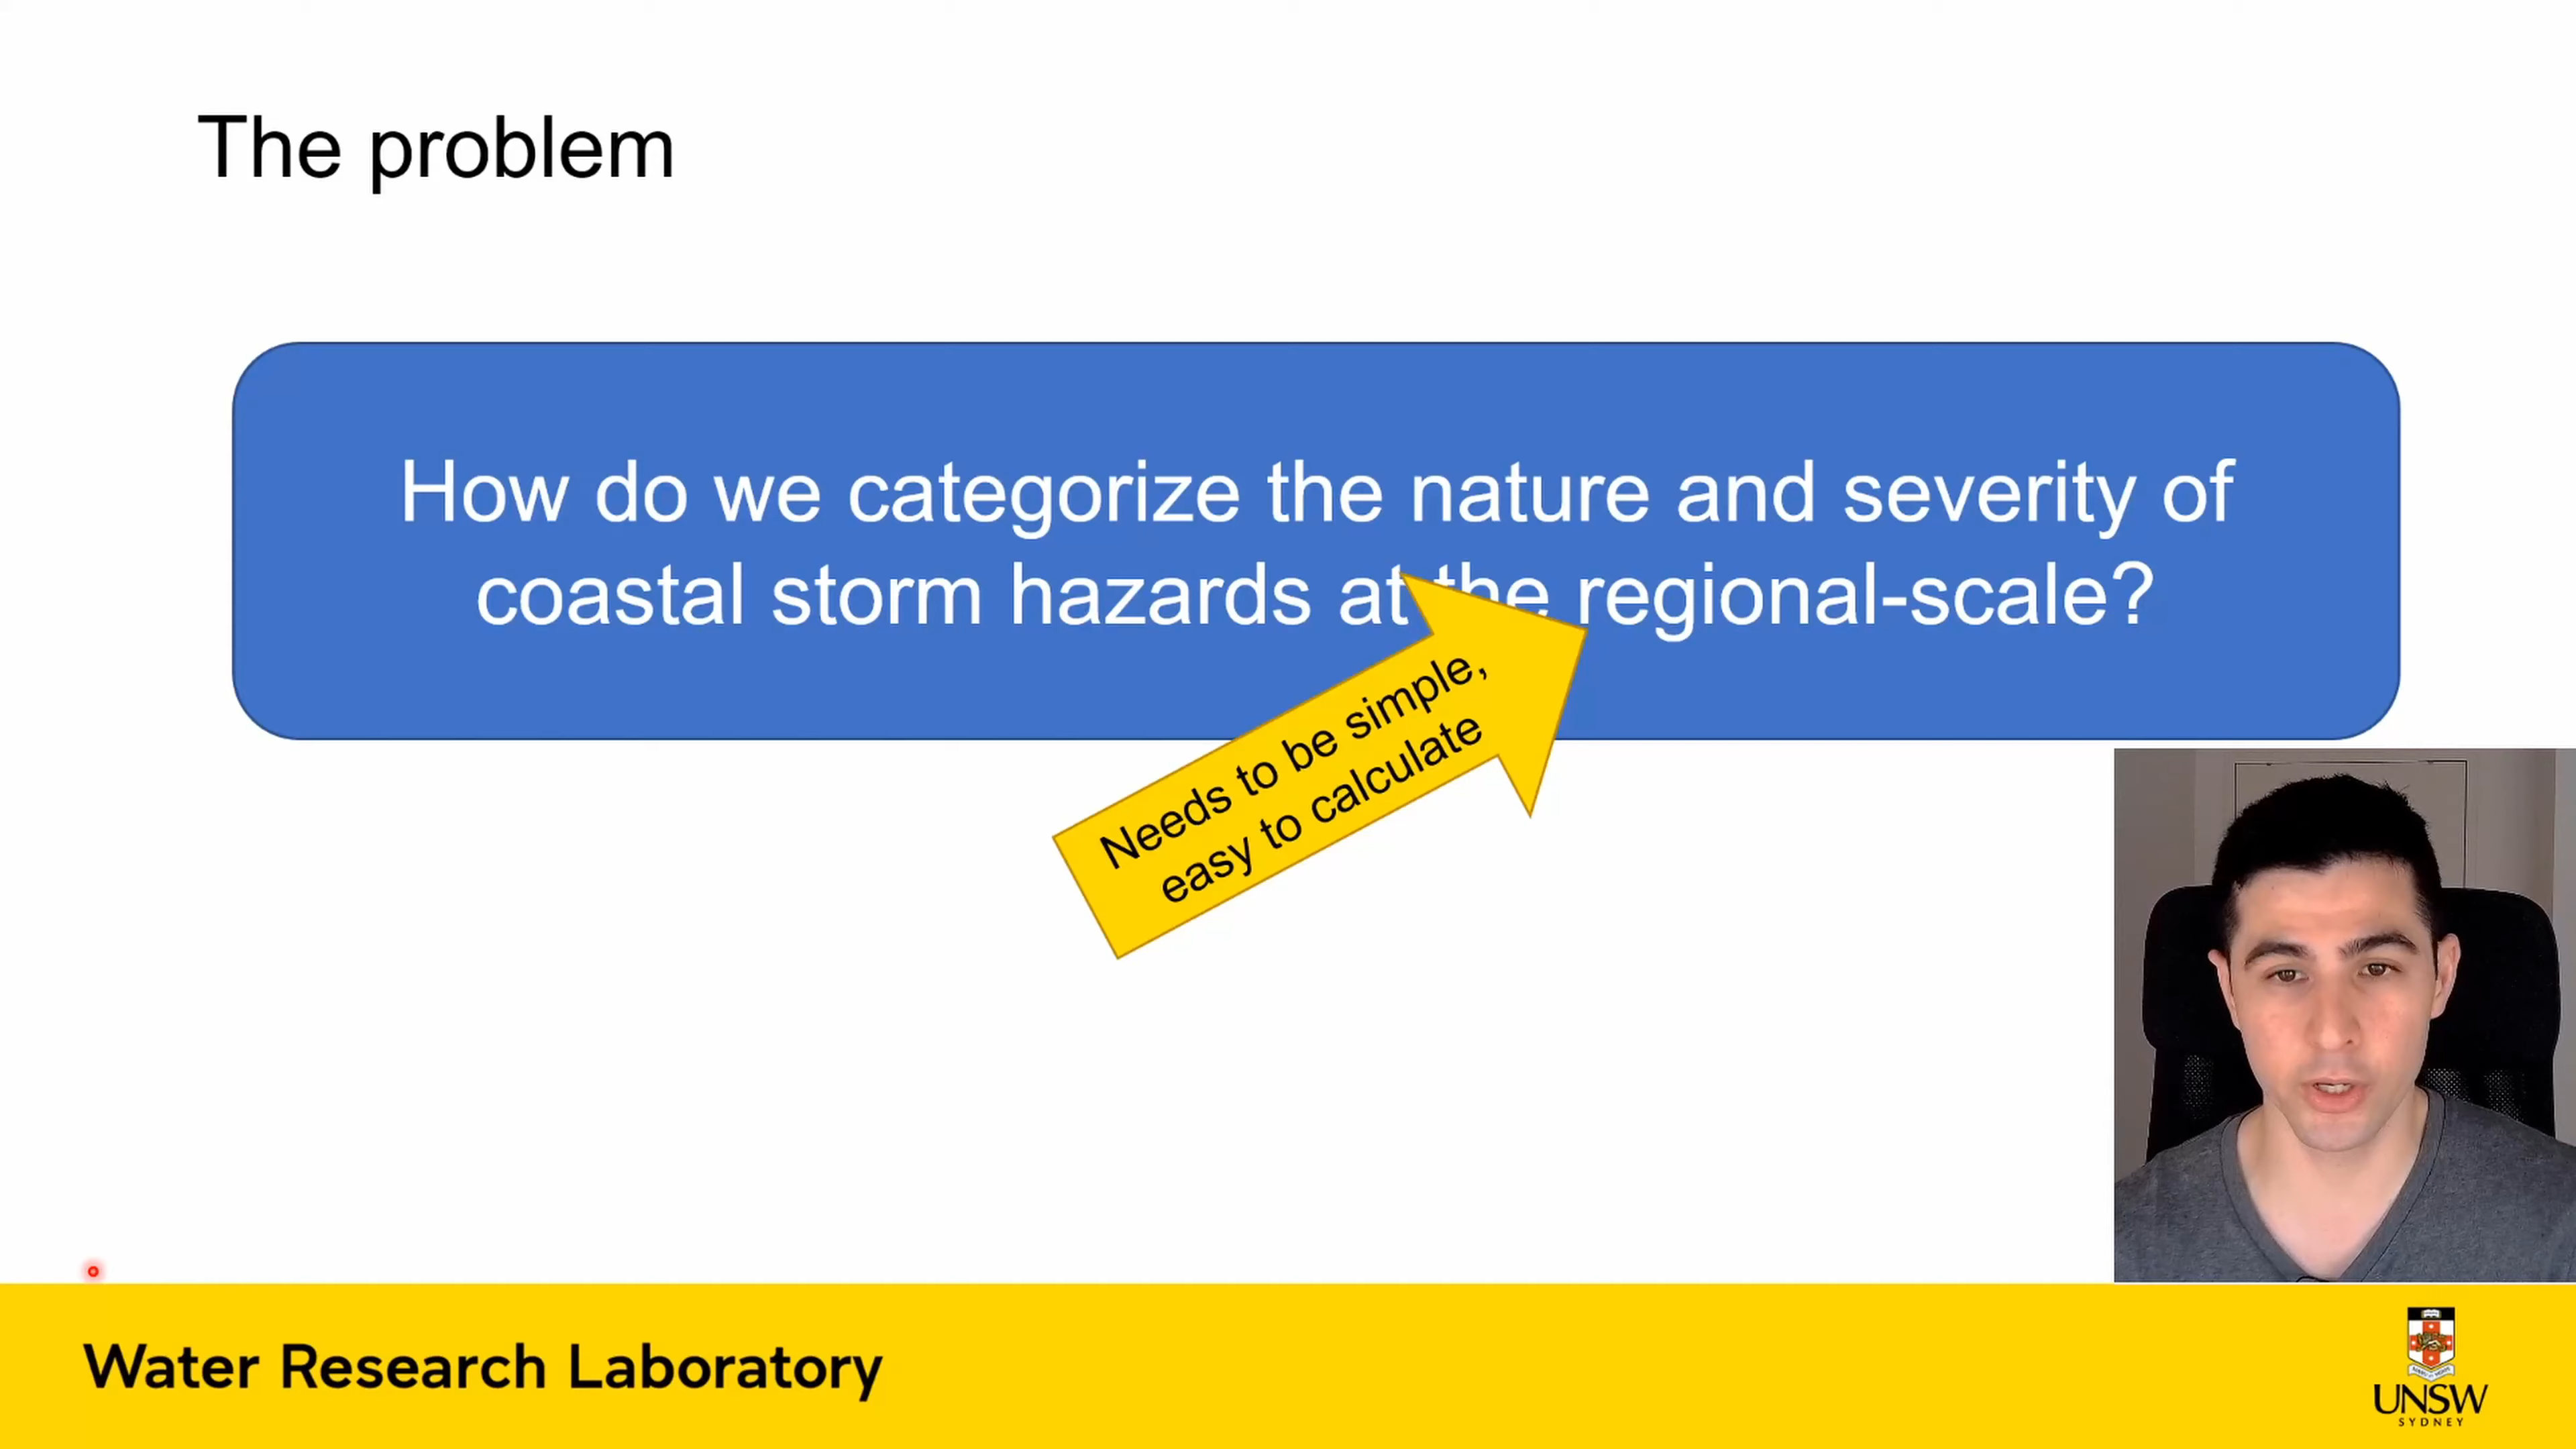 The problem
How do we categorize the nature and severity of
coastal storm hazards at the regional-scale?
Needs to be simple,
easy to calculate
Water Research Laboratory
UNSW
SYDNEY